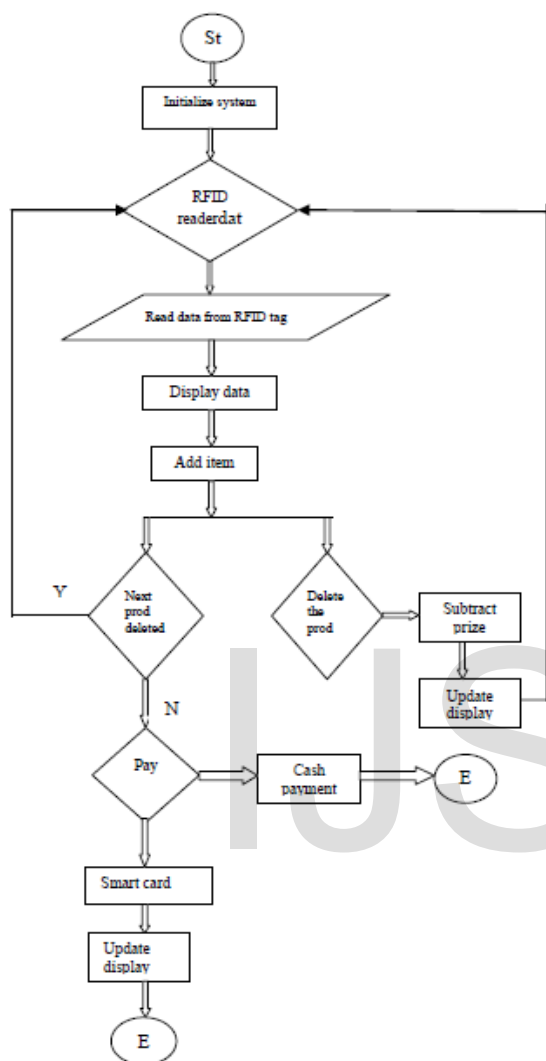 St
Initialize system
RFID
readerdat
Read data from RFID tag
Display data
Add item
Y
Next
prod
deleted
Delete
the
prod
Subtract
prize
Update
display
N
Pay
Cash
payment
E
Smart card
Update
display
E
IJS